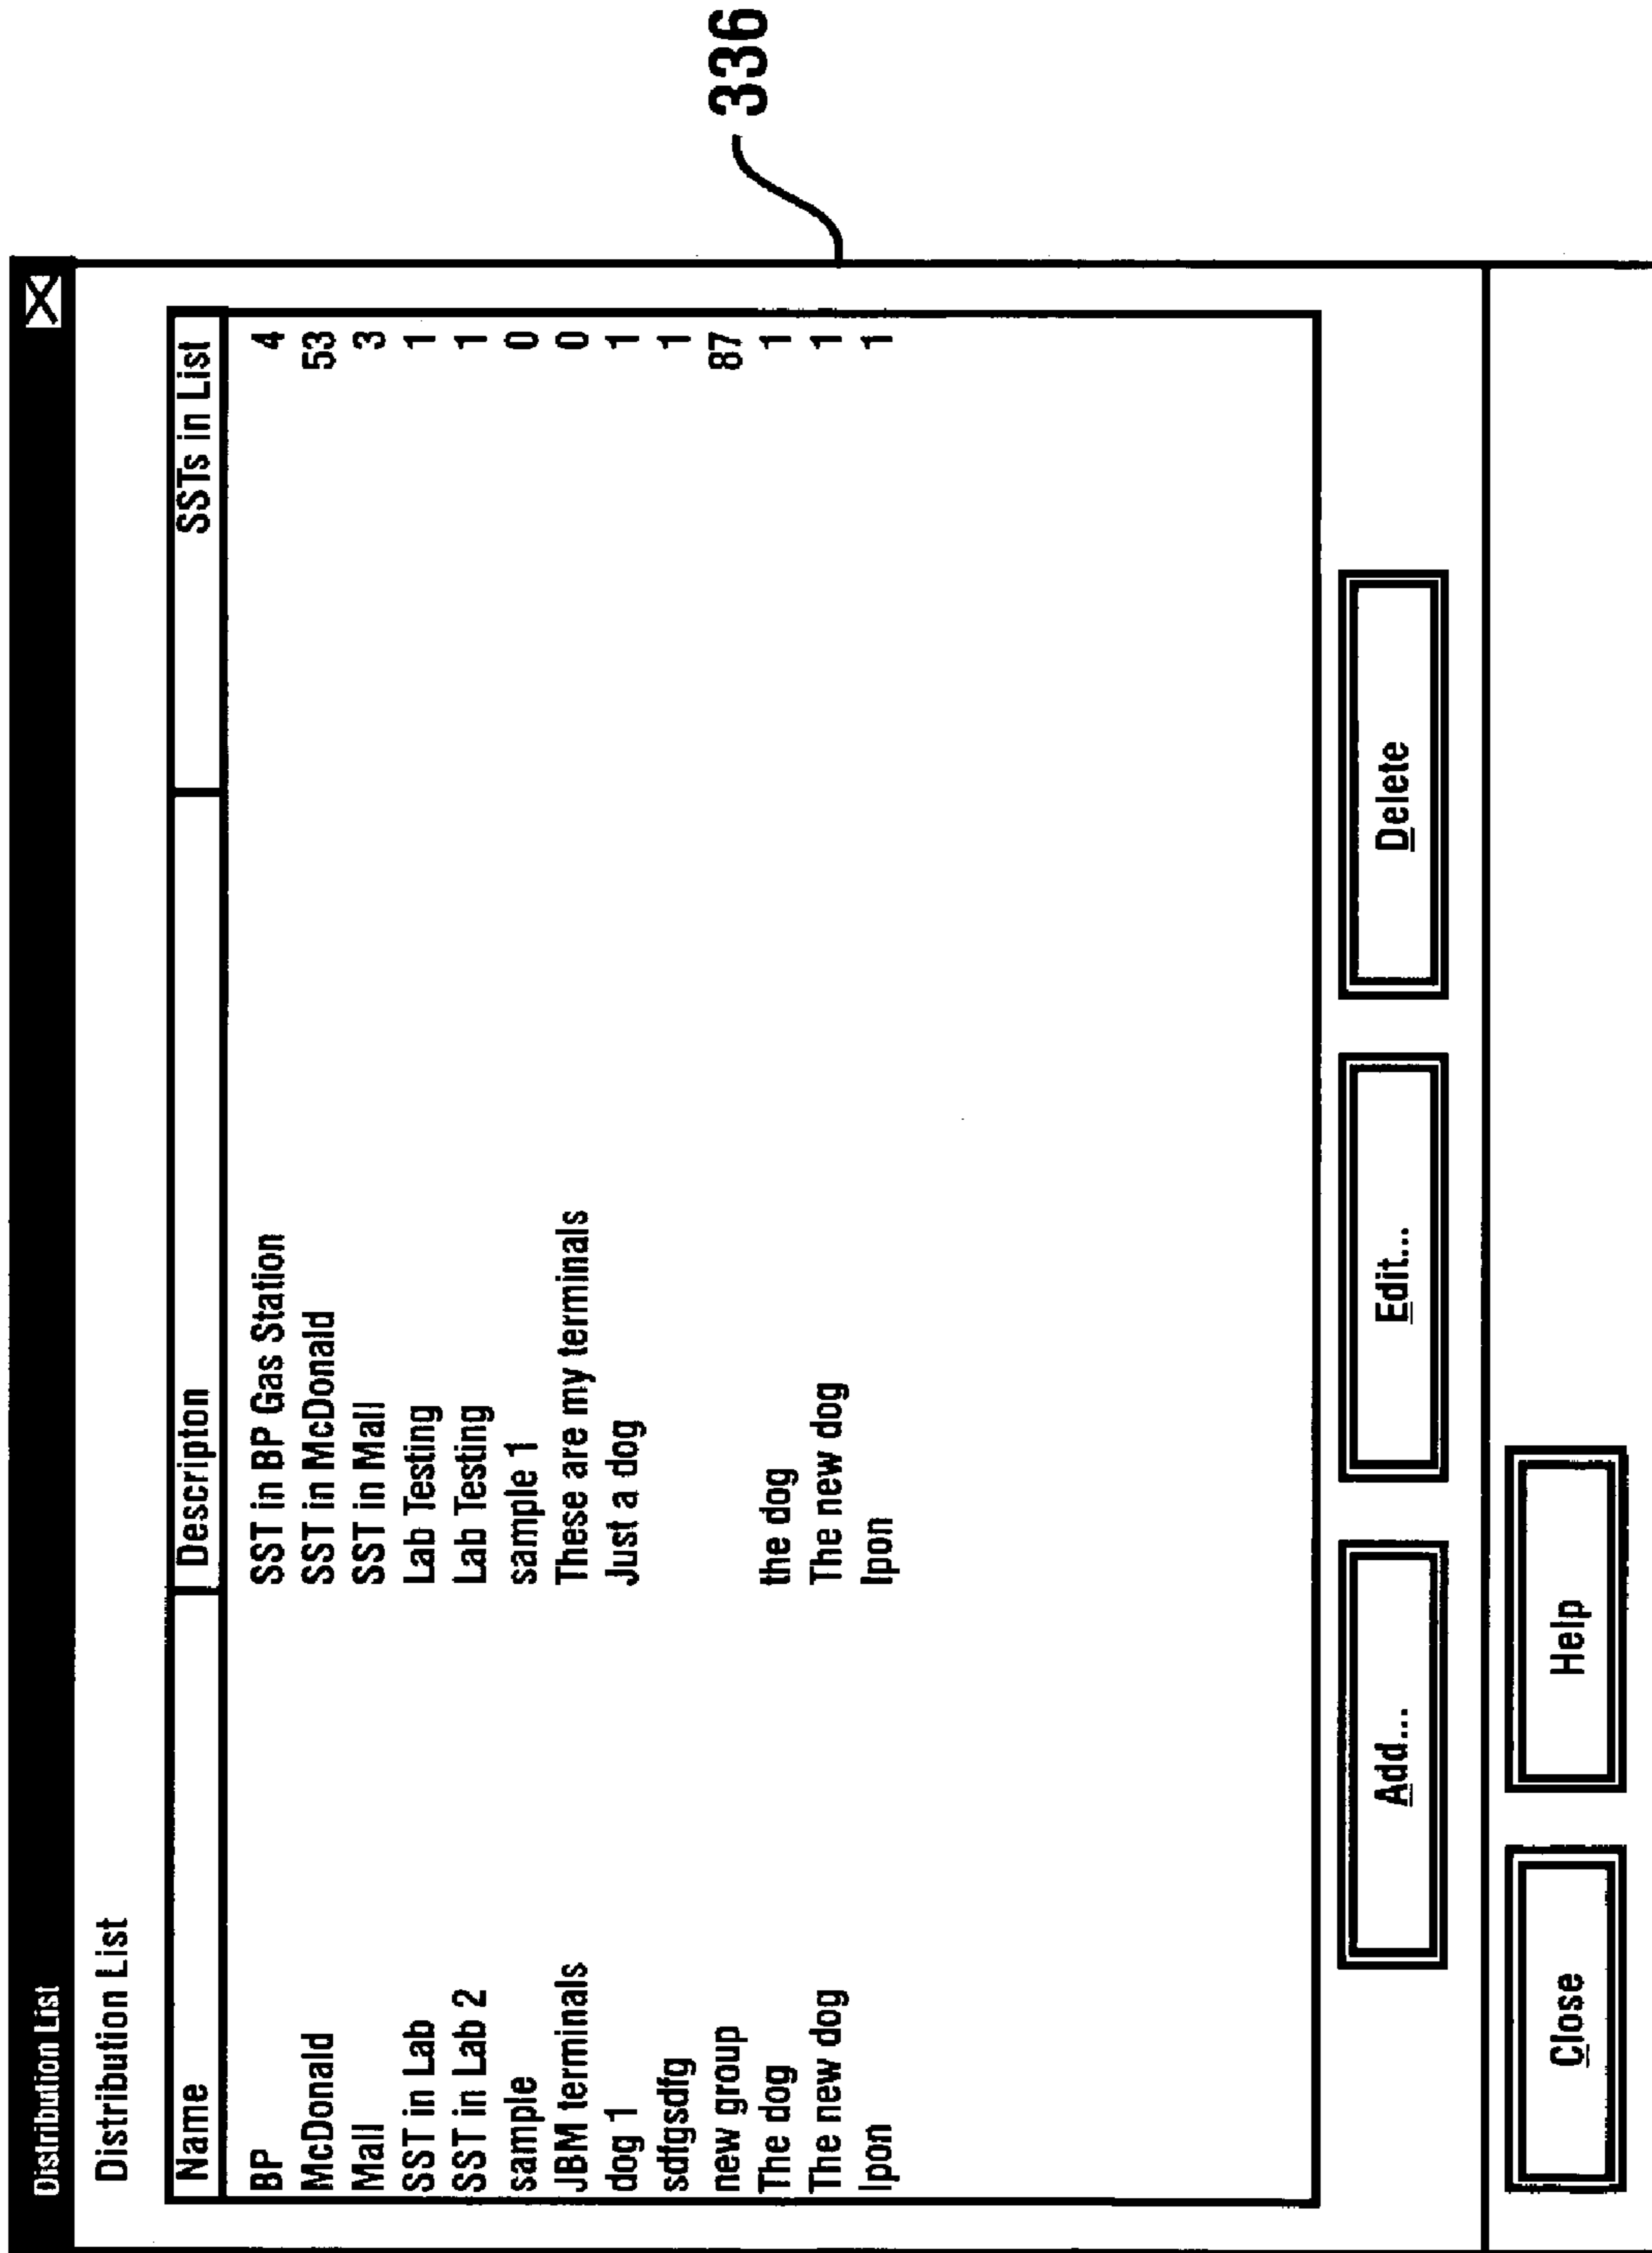 Distribution List
Distribution List
Name Descripton SSTs in List
BP SST in BP Gas Station 4
McDonald SST in McDonald 53
Mall SST in Mall 3
SST in Lab Lab Testing 1
SST in Lab 2 Lab Testing 1
sample sample 1 0
JBM terminals These are my terminals 0
dog 1 Just a dog 1
sdfgsdfg 1
new group 87
The dog the dog 1
The new dog The new dog 1
lpon lpon 1
Add... Edit... Delete
Close Help
336